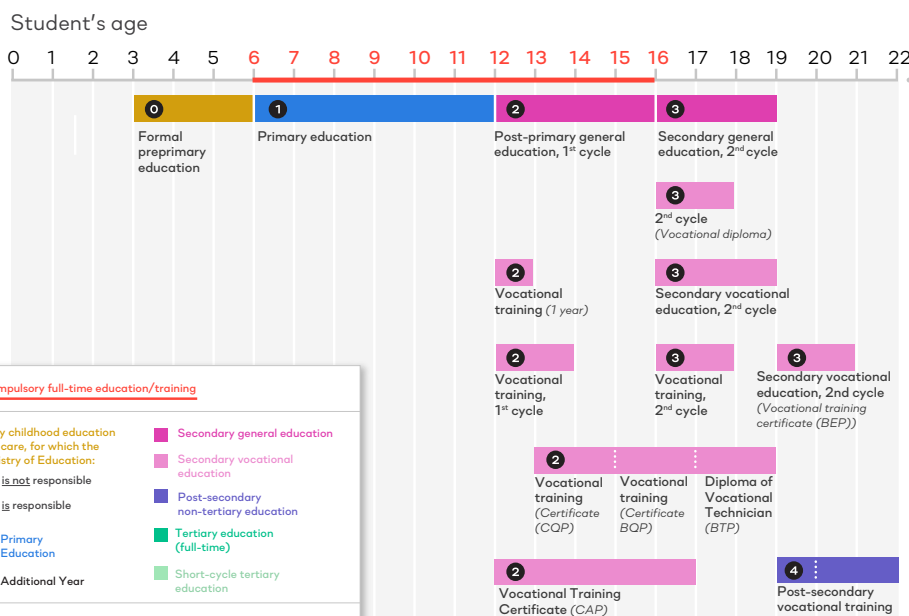 Student's age
0 1 2 3 4 5 6 7 8 9 10 11 12 13 14 15 16 17 18 19 20 21 22
0
1
2
3
Formal
preprimary
education
Primary education
Post-primary general
education, 1st cycle
Secondary general
education, 2nd cycle
3
2nd cycle
(Vocational diploma)
2
3
Vocational
training (1 year)
Secondary vocational
education, 2nd cycle
2
3
3
Vocational
training,
1st cycle
Vocational
training,
2nd cycle
Secondary vocational
education, 2nd cycle
(Vocational training
certificate (BEP))
2
Vocational
training
(Certificate
CQP)
Vocational
training
(Certificate
BQP)
Diploma of
Vocational
Technician
(BTP)
2
4
Vocational Training
Certificate (CAP)
Post-secondary
vocational training
mpulsory full-time education/training
y childhood education
care, for which the
stry of Education:
is not responsible
is responsible
Primary
Education
Additional Year
Secondary general education
Secondary vocational
education
Post-secondary
non-tertiary education
Tertiary education
(full-time)
Short-cycle tertiary
education